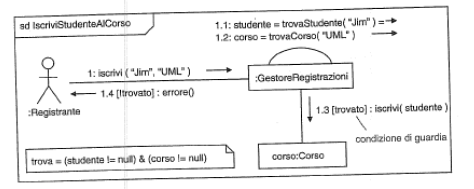 sd IscriviStudenteAlCorso
1.1: studente = trovaStudente( "Jim" ) =
1.2: corso = trovaCorso( "UML" )
1: iscrivi ( "Jim", "UML" )
:GestoreRegistrazioni
1.4 [!trovato] : errore()
:Registrante
1.3 [trovato] : iscrivi( studente )
condizione di guardia
trova = (studente != null) & (corso != null)
corso:Corso